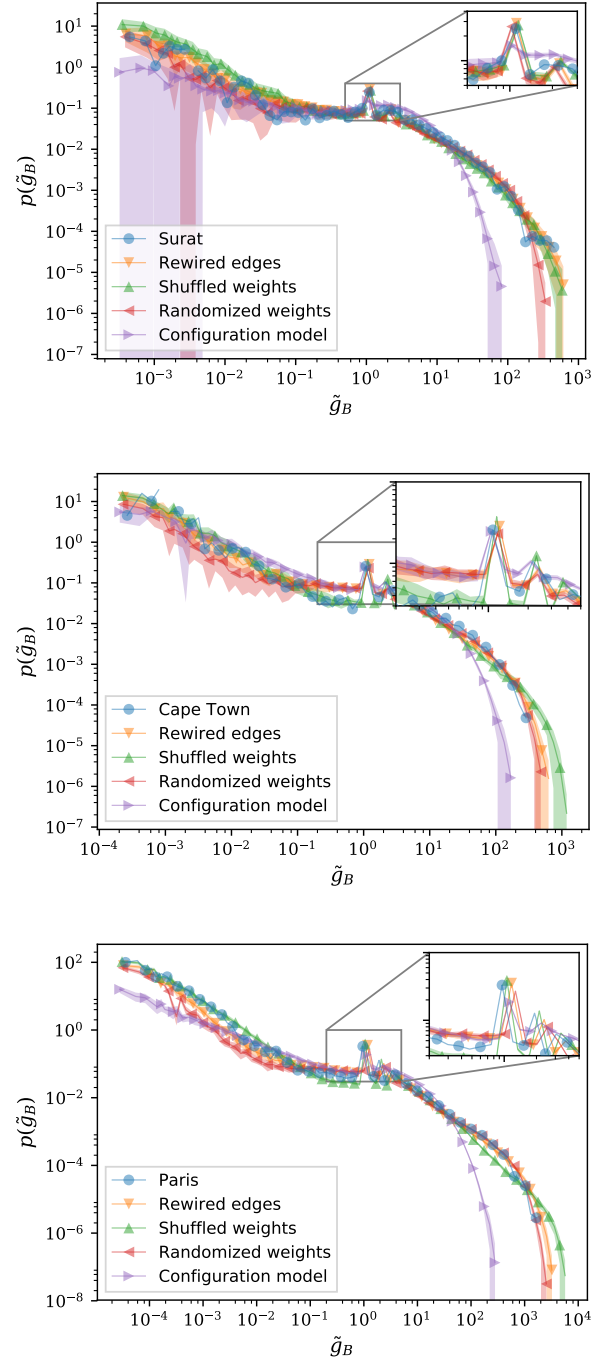 10^1
10^0
10^-1
10^-2
10^-3
10^-4
10^-5
10^-6
10^-7
p(g̃_B)
Surat
Rewired edges
Shuffled weights
Randomized weights
Configuration model
10^-3 10^-2 10^-1 10^0 10^1 10^2 10^3
g̃_B
10^1
10^0
10^-1
10^-2
10^-3
10^-4
10^-5
10^-6
10^-7
p(g̃_B)
Cape Town
Rewired edges
Shuffled weights
Randomized weights
Configuration model
10^-4 10^-3 10^-2 10^-1 10^0 10^1 10^2 10^3
g̃_B
10^2
10^0
10^-2
10^-4
10^-6
10^-8
p(g̃_B)
Paris
Rewired edges
Shuffled weights
Randomized weights
Configuration model
10^-4 10^-3 10^-2 10^-1 10^0 10^1 10^2 10^3 10^4
g̃_B